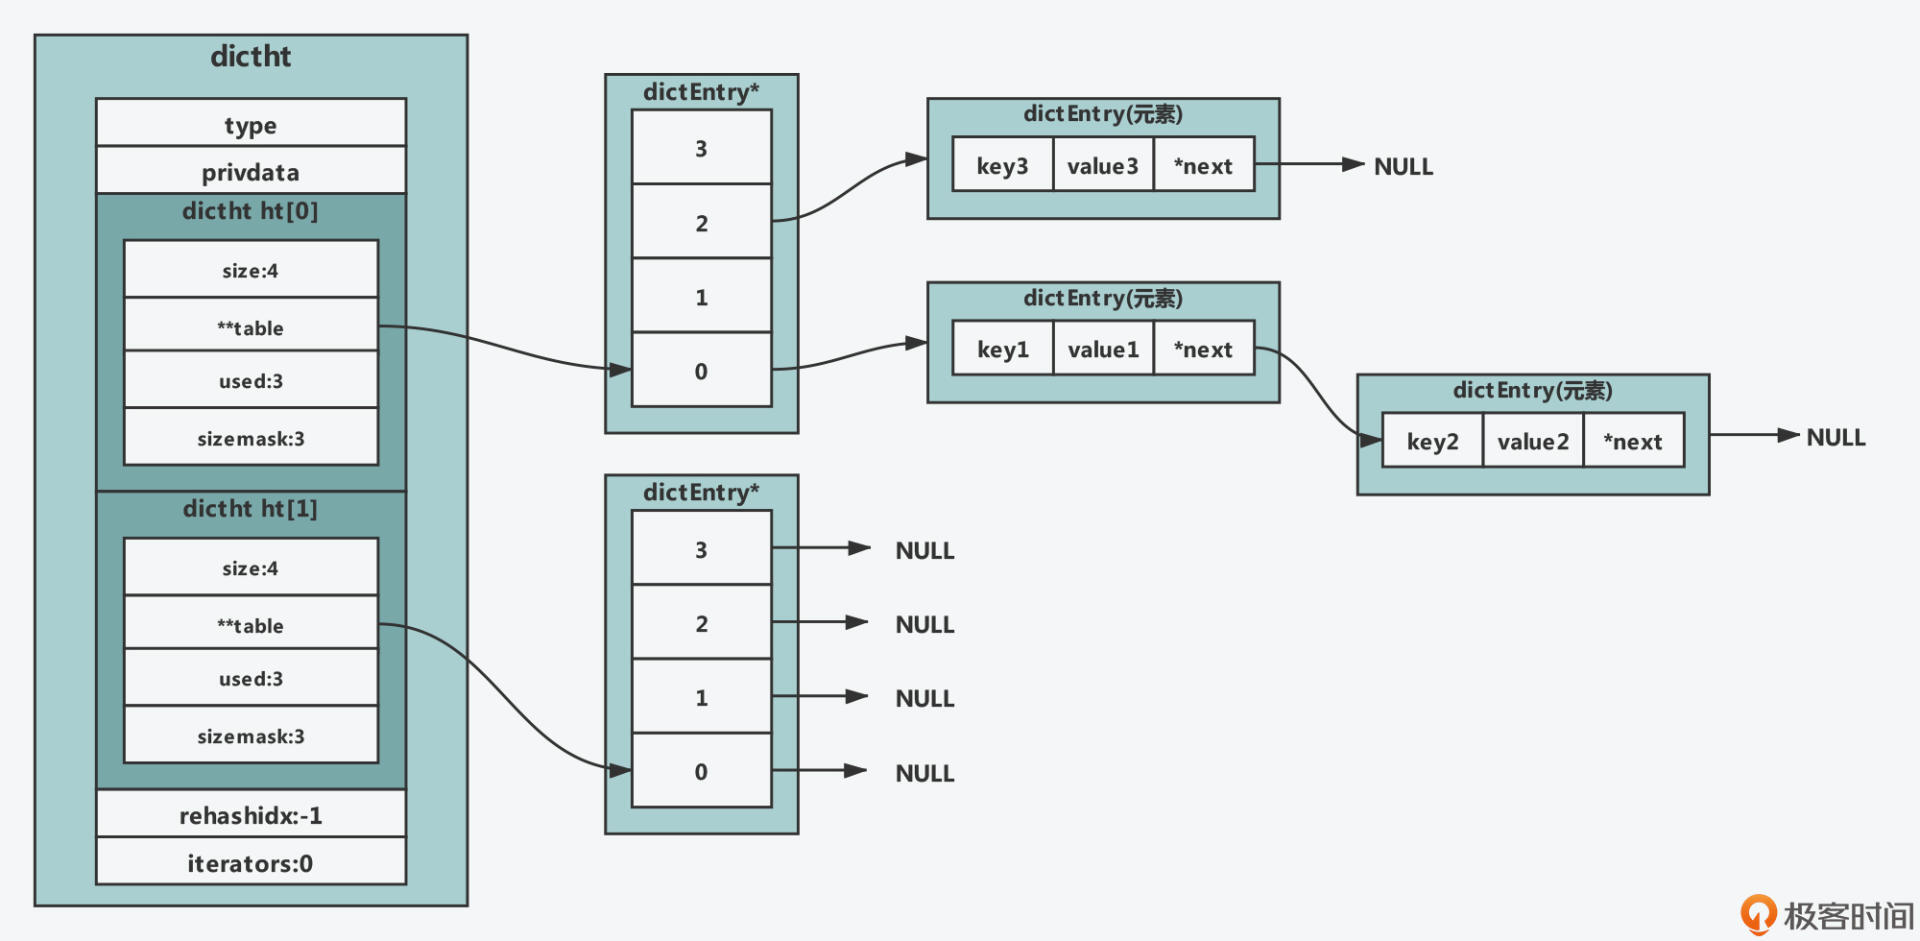 dictht
type
privdata
dictht ht[0]
size:4
**table
used:3
sizemask:3
dictht ht[1]
size:4
**table
used:3
sizemask:3
rehashidx:-1
iterators:0
dictEntry*
3
2
1
0
dictEntry(元素)
key3 value3 *next
NULL
dictEntry(元素)
key1 value1 *next
dictEntry(元素)
key2 value2 *next
NULL
dictEntry*
3
NULL
2
NULL
1
NULL
0
NULL
极客时间